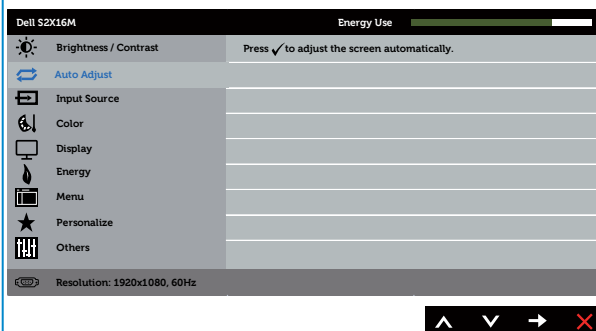 Dell S2X16M Energy Use
Brightness / Contrast Press ✓ to adjust the screen automatically.
Auto Adjust
Input Source
Color
Display
Energy
Menu
Personalize
Others
Resolution: 1920x1080, 60Hz